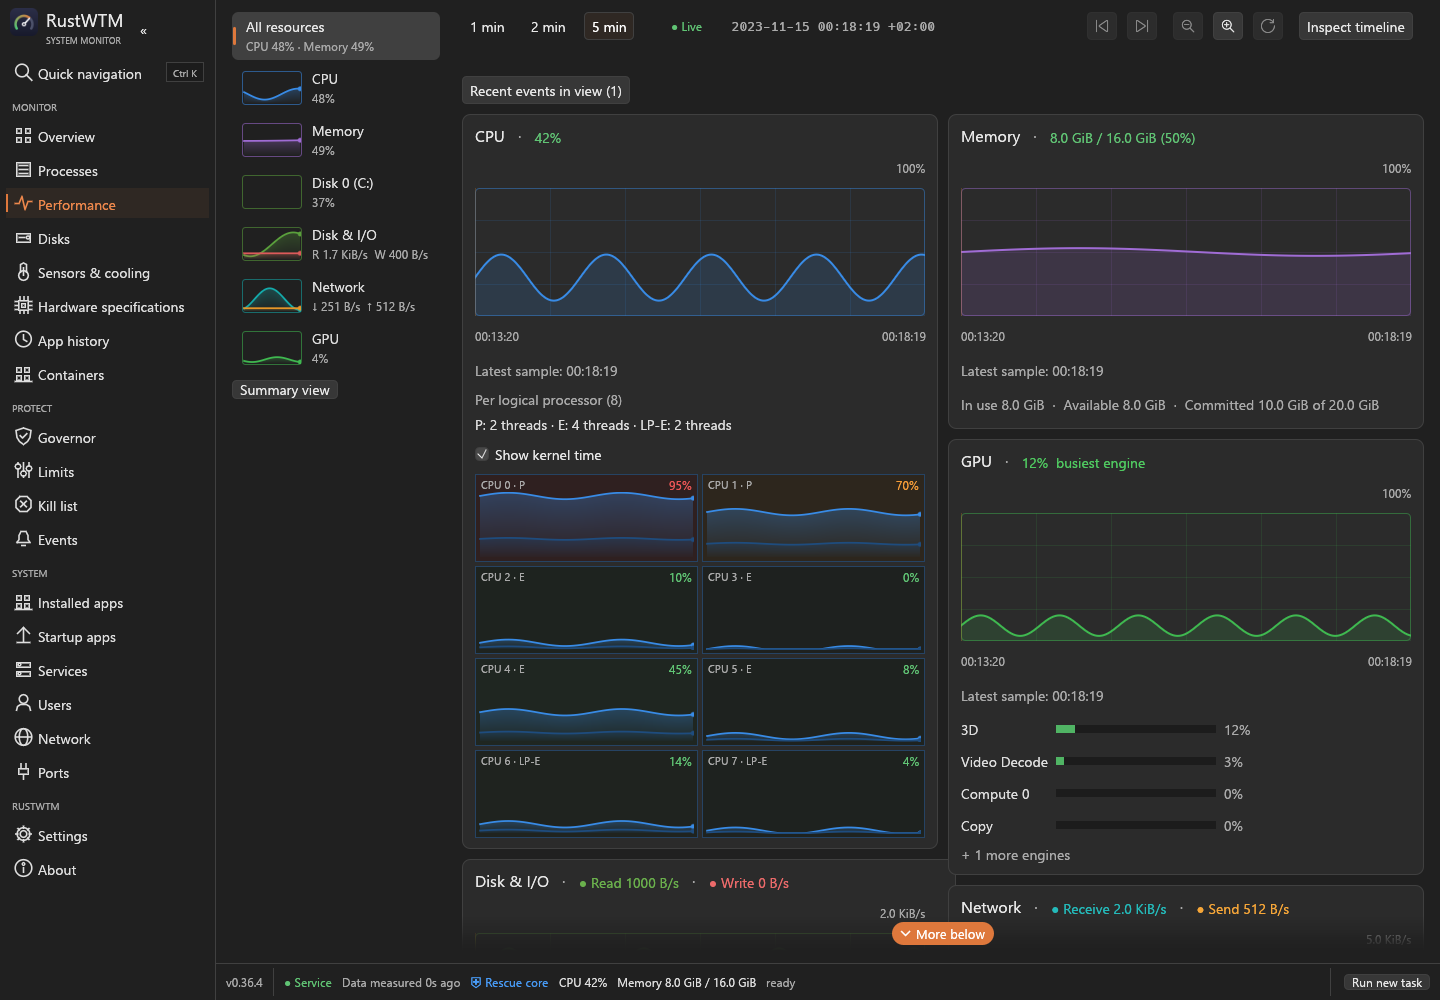 RustWTM
SYSTEM MONITOR
«
Quick navigation
Ctrl K
MONITOR
Overview
Processes
Performance
Disks
Sensors & cooling
Hardware specifications
App history
Containers
PROTECT
Governor
Limits
Kill list
Events
SYSTEM
Installed apps
Startup apps
Services
Users
Network
Ports
RUSTWTM
Settings
About
All resources
CPU 48% · Memory 49%
CPU
48%
Memory
49%
Disk 0 (C:)
37%
Disk & I/O
R 1.7 KiB/s W 400 B/s
Network
↓ 251 B/s ↑ 512 B/s
GPU
4%
Summary view
1 min
2 min
5 min
● Live
2023-11-15 00:18:19 +02:00
Inspect timeline
Recent events in view (1)
CPU · 42%
100%
00:13:20
00:18:19
Latest sample: 00:18:19
Per logical processor (8)
P: 2 threads · E: 4 threads · LP-E: 2 threads
Show kernel time
CPU 0 · P 95%
CPU 1 · P 70%
CPU 2 · E 10%
CPU 3 · E 0%
CPU 4 · E 45%
CPU 5 · E 8%
CPU 6 · LP-E 14%
CPU 7 · LP-E 4%
Disk & I/O · ● Read 1000 B/s · ● Write 0 B/s
2.0 KiB/s
Memory · 8.0 GiB / 16.0 GiB (50%)
100%
00:13:20
00:18:19
Latest sample: 00:18:19
In use 8.0 GiB · Available 8.0 GiB · Committed 10.0 GiB of 20.0 GiB
GPU · 12% busiest engine
100%
00:13:20
00:18:19
Latest sample: 00:18:19
3D 12%
Video Decode 3%
Compute 0 0%
Copy 0%
+ 1 more engines
Network · ● Receive 2.0 KiB/s · ● Send 512 B/s
5.0 KiB/s
More below
v0.36.4
● Service
Data measured 0s ago
Rescue core
CPU 42%
Memory 8.0 GiB / 16.0 GiB
ready
Run new task